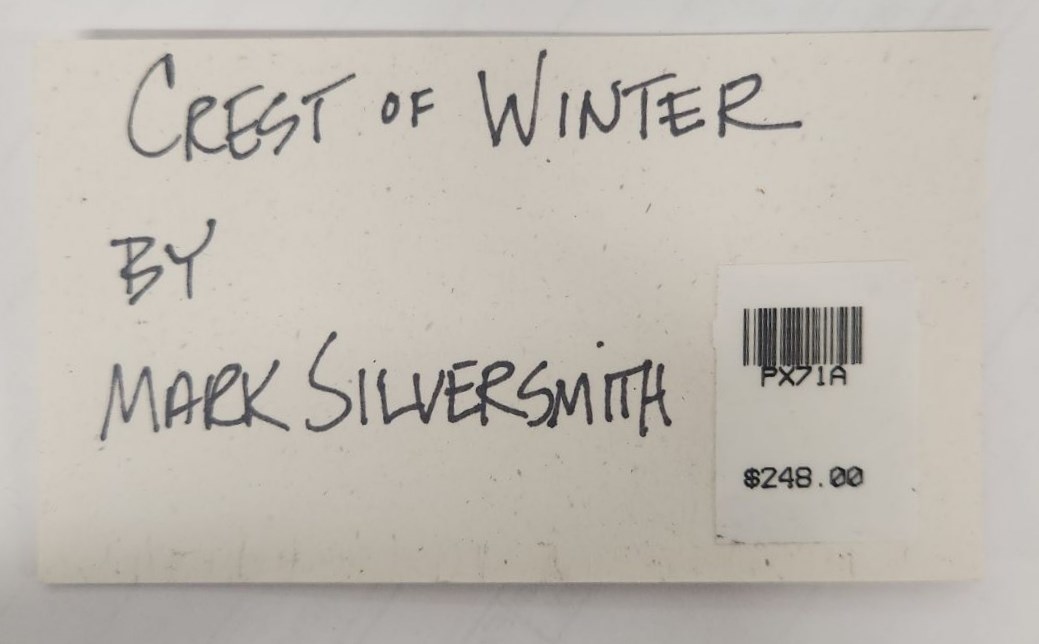 CREST OF WINTER
BY
MARK SILVERSMITH
PX71A
$248.00